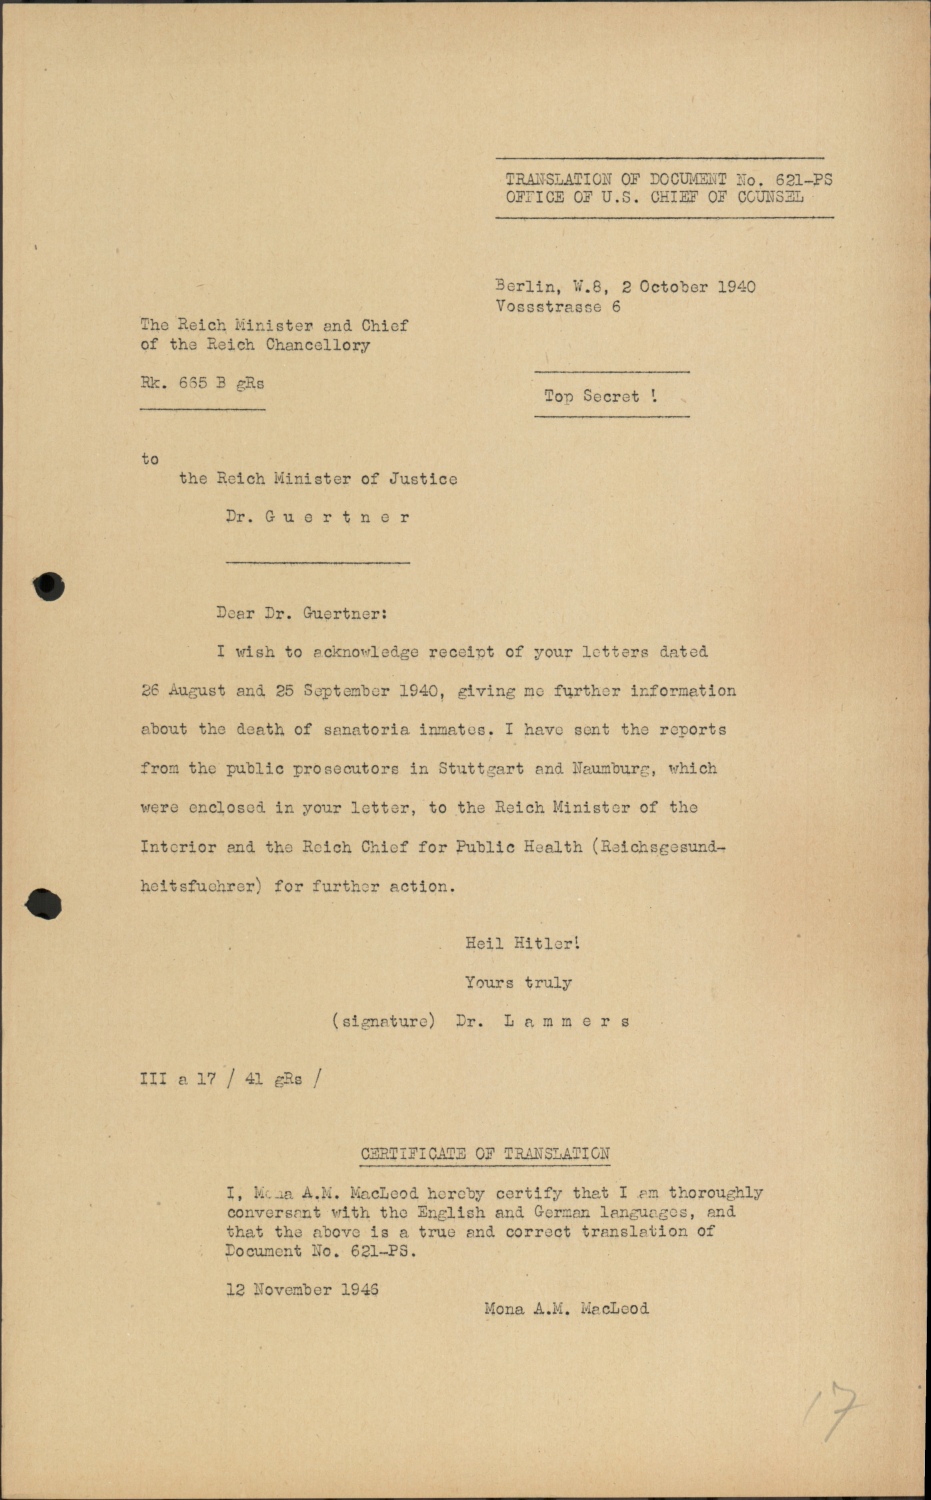 TRANSLATION OF DOCUMENT No. 621-PS
OFFICE OF U.S. CHIEF OF COUNSEL
Berlin, W.8, 2 October 1940
Vossstrasse 6
The Reich Minister and Chief
of the Reich Chancellory
Rk. 665 B gRs
Top Secret !
to
the Reich Minister of Justice
Dr. G u e r t n e r
Dear Dr. Guertner:
I wish to acknowledge receipt of your letters dated
26 August and 25 September 1940, giving me further information
about the death of sanatoria inmates. I have sent the reports
from the public prosecutors in Stuttgart and Naumburg, which
were enclosed in your letter, to the Reich Minister of the
Interior and the Reich Chief for Public Health (Reichsgesund-
heitsfuehrer) for further action.
Heil Hitler!
Yours truly
(signature) Dr. L a m m e r s
III a 17 / 41 gRs /
CERTIFICATE OF TRANSLATION
I, Mona A.M. MacLeod hereby certify that I am thoroughly
conversant with the English and German languages, and
that the above is a true and correct translation of
Document No. 621-PS.
12 November 1946
Mona A.M. MacLeod
17